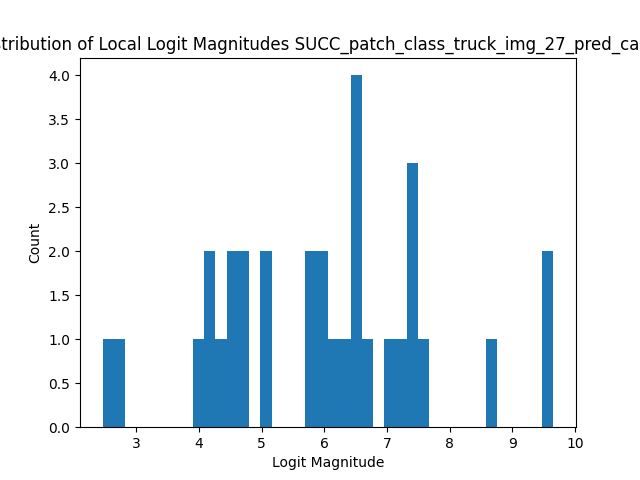 tribution of Local Logit Magnitudes SUCC_patch_class_truck_img_27_pred_ca
4.0
3.5
3.0
2.5
2.0
1.5
1.0
0.5
0.0
Count
3 4 5 6 7 8 9 10
Logit Magnitude